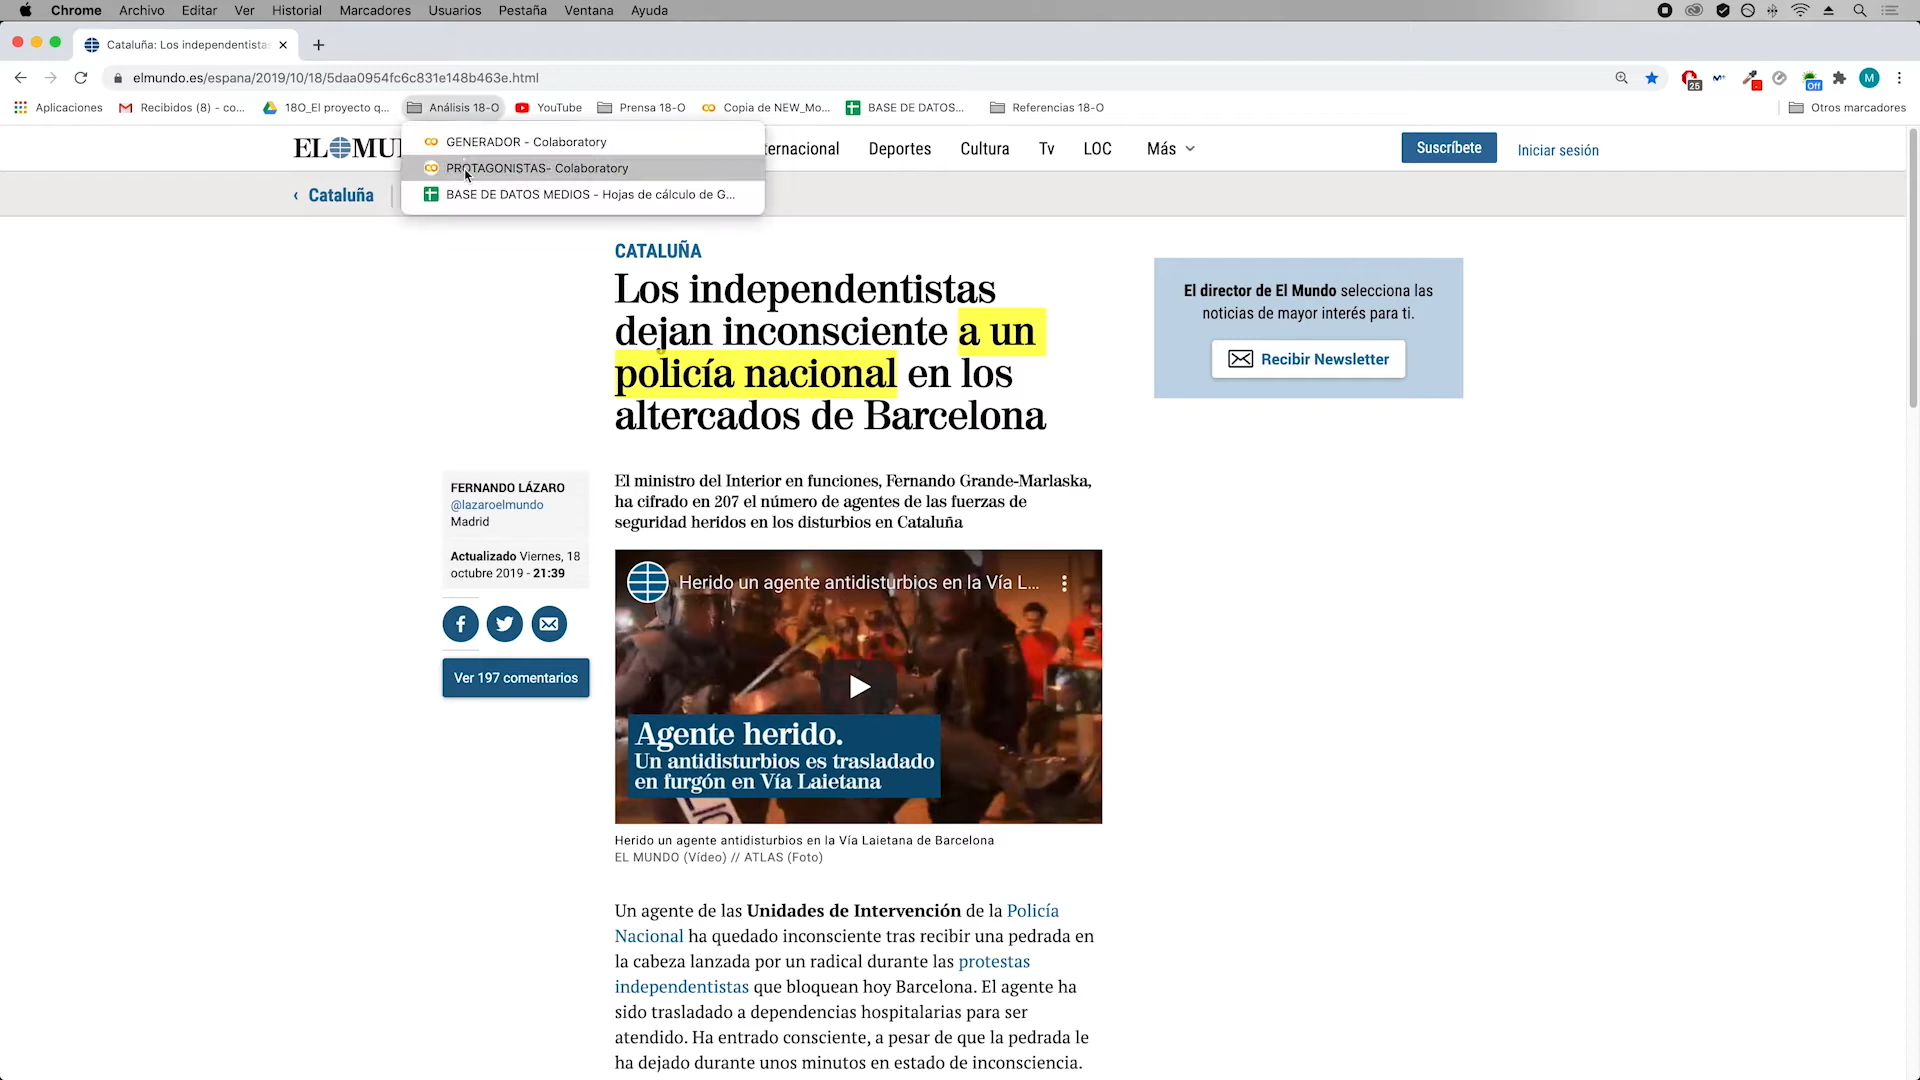 Chrome Archivo Editar Ver Historial Marcadores Usuarios Pestaña Ventana Ayuda
Cataluña: Los independentista
elmundo.es/espana/2019/10/18/5daa0954fc6c831e148b463e.html
25
Off
M
Aplicaciones Recibidos (8) - co... 18O_El proyecto q... Análisis 18-O YouTube Prensa 18-O Copia de NEW_Mo... BASE DE DATOS... Referencias 18-O Otros marcadores
GENERADOR - Colaboratory
PROTAGONISTAS- Colaboratory
BASE DE DATOS MEDIOS - Hojas de cálculo de G...
EL MU
ternacional Deportes Cultura Tv LOC Más Suscríbete Iniciar sesión
‹ Cataluña
CATALUÑA
Los independentistas
dejan inconsciente a un
policía nacional en los
altercados de Barcelona
El director de El Mundo selecciona las
noticias de mayor interés para ti.
Recibir Newsletter
El ministro del Interior en funciones, Fernando Grande-Marlaska,
ha cifrado en 207 el número de agentes de las fuerzas de
seguridad heridos en los disturbios en Cataluña
FERNANDO LÁZARO
@lazaroelmundo
Madrid
Actualizado Viernes, 18
octubre 2019 - 21:39
Ver 197 comentarios
Herido un agente antidisturbios en la Vía L...
Agente herido.
Un antidisturbios es trasladado
en furgón en Vía Laietana
Herido un agente antidisturbios en la Vía Laietana de Barcelona
EL MUNDO (Vídeo) // ATLAS (Foto)
Un agente de las Unidades de Intervención de la Policía
Nacional ha quedado inconsciente tras recibir una pedrada en
la cabeza lanzada por un radical durante las protestas
independentistas que bloquean hoy Barcelona. El agente ha
sido trasladado a dependencias hospitalarias para ser
atendido. Ha entrado consciente, a pesar de que la pedrada le
ha dejado durante unos minutos en estado de inconsciencia.